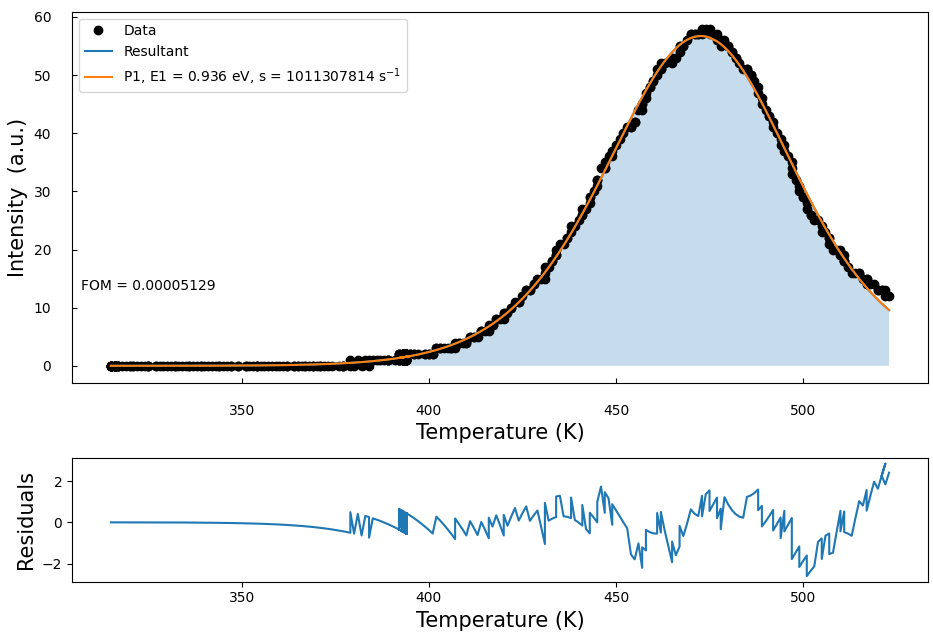 60
50
40
30
20
10
0
Intensity  (a.u.)
Data
Resultant
P1, E1 = 0.936 eV, s = 1011307814 s⁻¹
FOM = 0.00005129
350 400 450 500
Temperature (K)
2
0
−2
Residuals
350 400 450 500
Temperature (K)